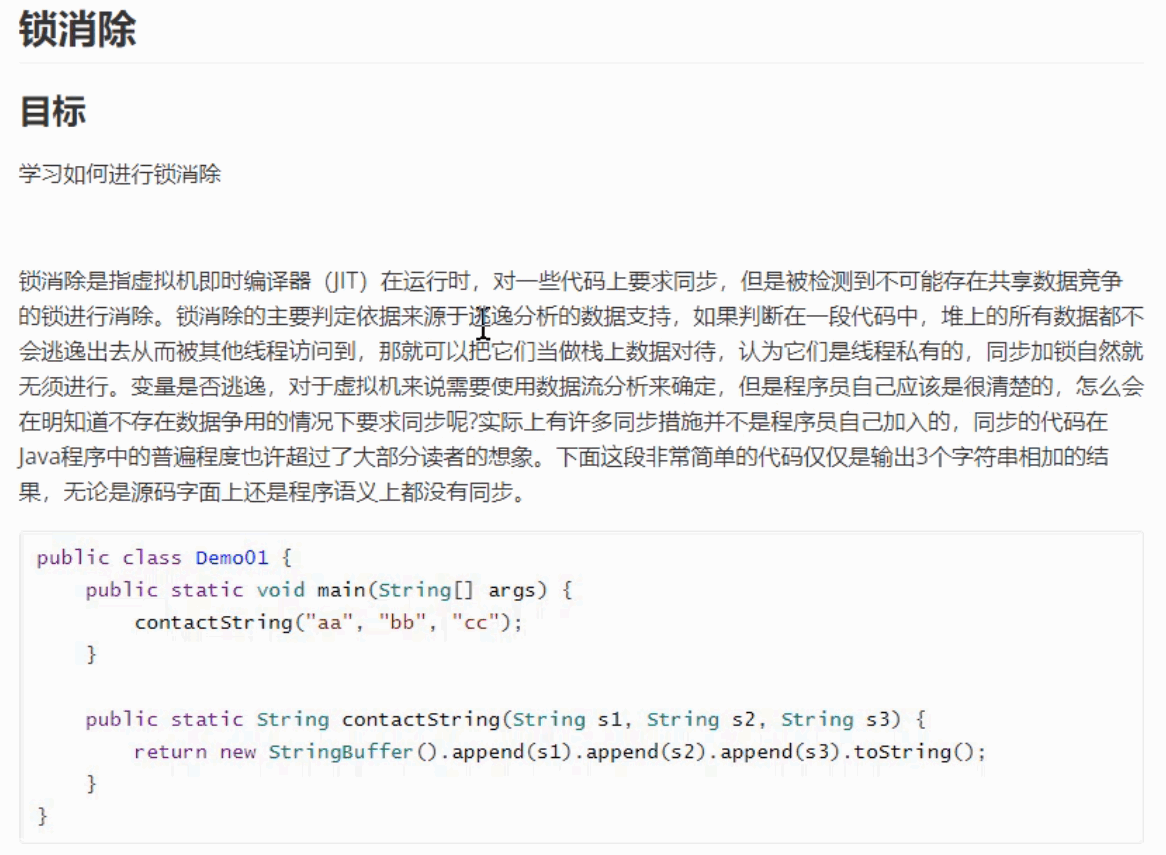 锁消除
目标
学习如何进行锁消除
锁消除是指虚拟机即时编译器（JIT）在运行时，对一些代码上要求同步，但是被检测到不可能存在共享数据竞争
的锁进行消除。锁消除的主要判定依据来源于逃逸分析的数据支持，如果判断在一段代码中，堆上的所有数据都不
会逃逸出去从而被其他线程访问到，那就可以把它们当做栈上数据对待，认为它们是线程私有的，同步加锁自然就
无须进行。变量是否逃逸，对于虚拟机来说需要使用数据流分析来确定，但是程序员自己应该是很清楚的，怎么会
在明知道不存在数据争用的情况下要求同步呢?实际上有许多同步措施并不是程序员自己加入的，同步的代码在
Java程序中的普遍程度也许超过了大部分读者的想象。下面这段非常简单的代码仅仅是输出3个字符串相加的结
果，无论是源码字面上还是程序语义上都没有同步。
public class Demo01 {
    public static void main(String[] args) {
        contactString("aa", "bb", "cc");
    }
    public static String contactString(String s1, String s2, String s3) {
        return new StringBuffer().append(s1).append(s2).append(s3).toString();
    }
}